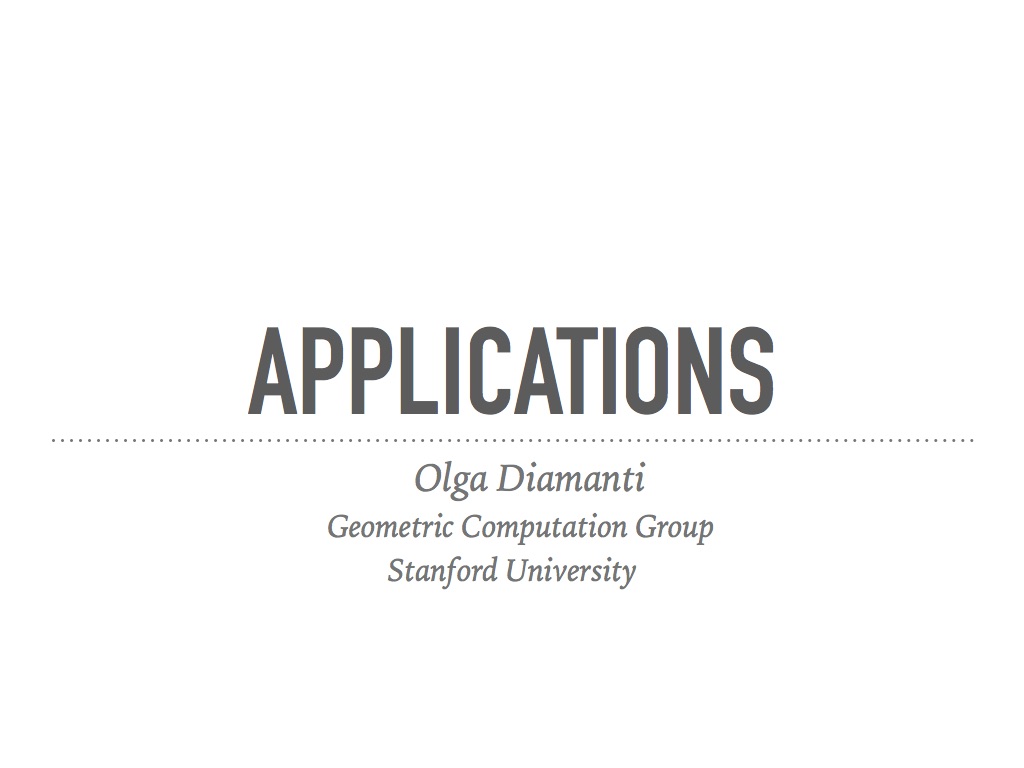 APPLICATIONS
Olga Diamanti
Geometric Computation Group
Stanford University